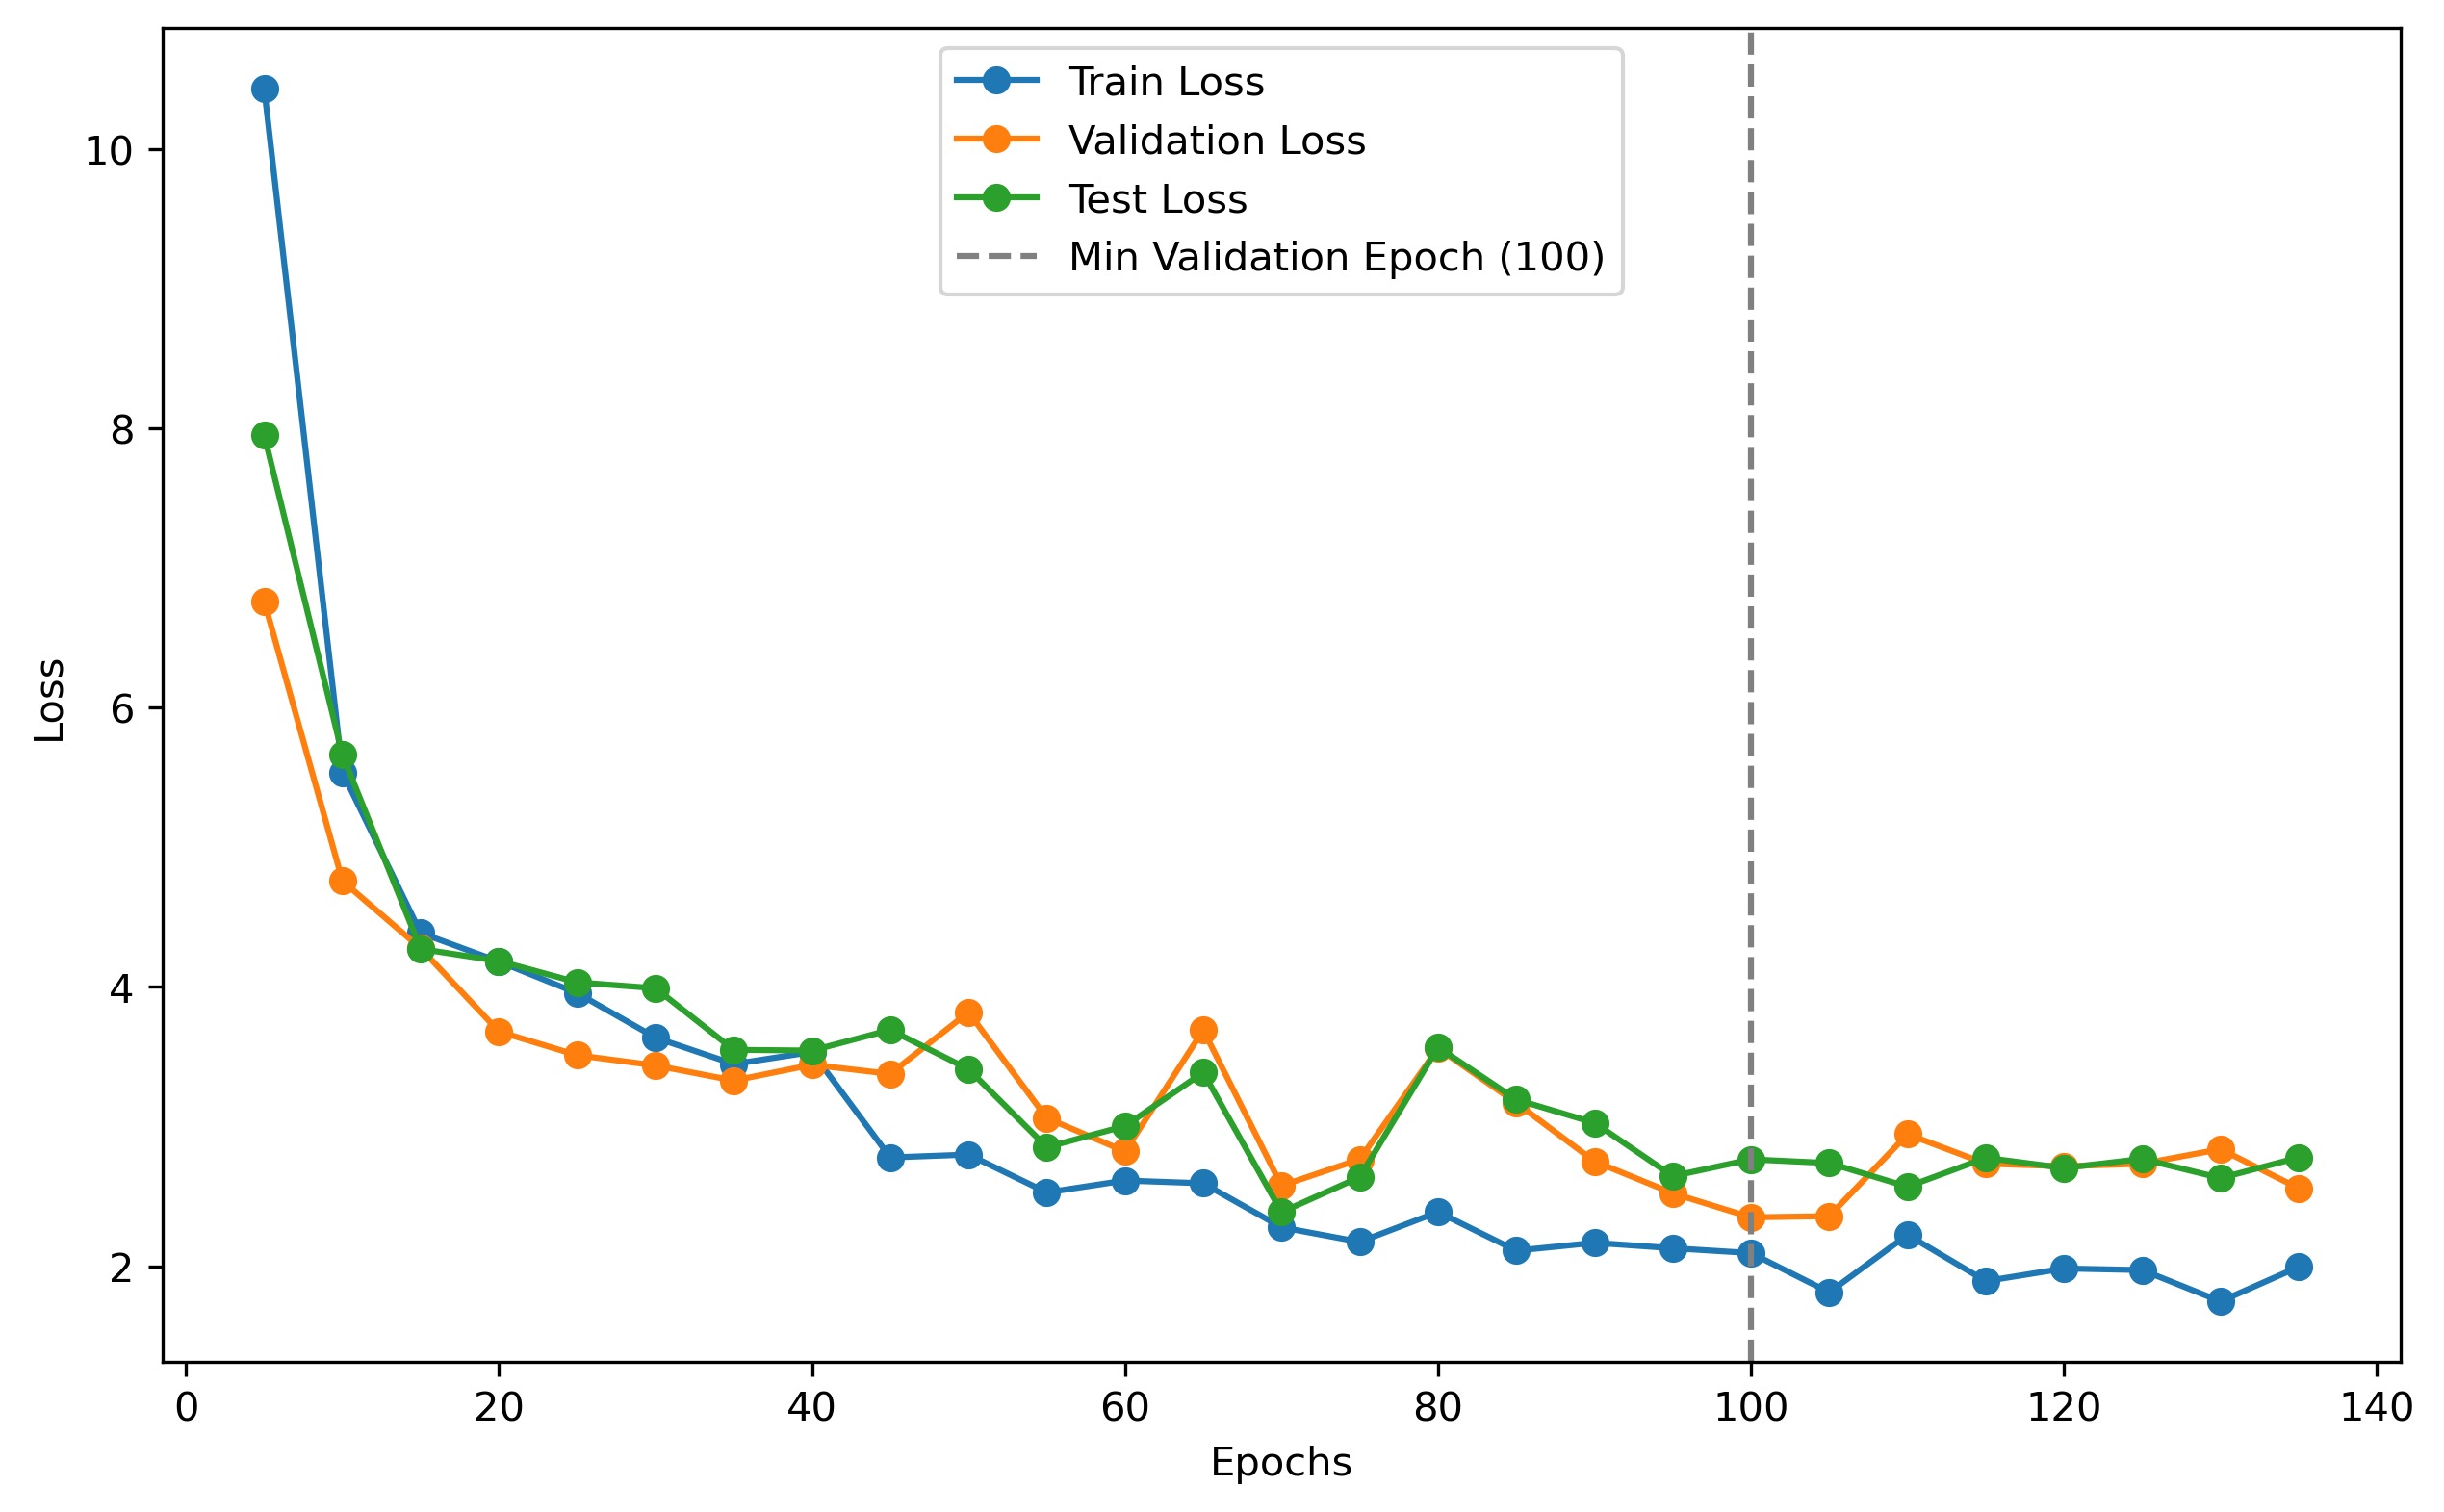 Train Loss
Validation Loss
Test Loss
Min Validation Epoch (100)
10
8
6
4
2
Loss
0 20 40 60 80 100 120 140
Epochs